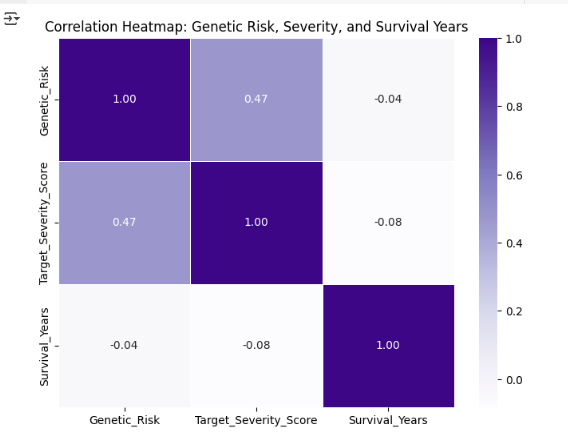 Correlation Heatmap: Genetic Risk, Severity, and Survival Years
Genetic_Risk
1.00
0.47
-0.04
Target_Severity_Score
0.47
1.00
-0.08
Survival_Years
-0.04
-0.08
1.00
Genetic_Risk
Target_Severity_Score
Survival_Years
1.0
0.8
0.6
0.4
0.2
0.0